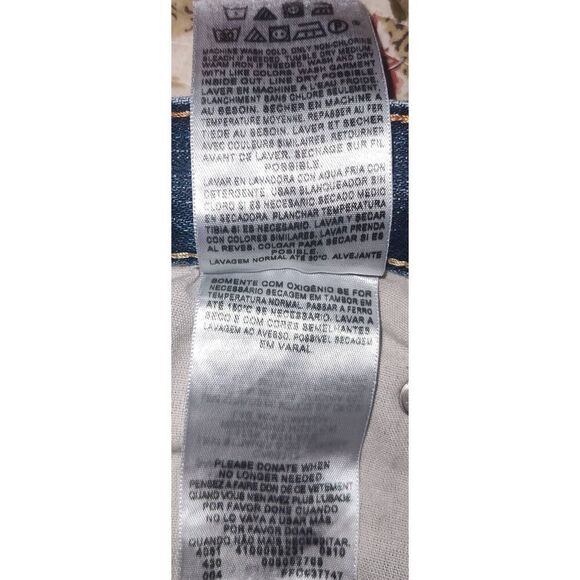 MACHINE WASH COLD, ONLY NON-CHLORINE
BLEACH IF NEEDED. TUMBLE DRY MEDIUM
WARM IRON IF NEEDED. WASH AND DRY
WITH LIKE COLORS. WASH GARMENT
INSIDE OUT. LINE DRY POSSIBLE.
LAVER EN MACHINE A L'EAU FROIDE.
BLANCHIMENT SANS CHLORE SEULEMENT
AU BESOIN. SECHER EN MACHINE A
TEMPERATURE MOYENNE. REPASSER AU FER
TIEDE AU BESOIN. LAVER ET SECHER
AVEC COULEURS SIMILAIRES. RETOURNER
AVANT DE LAVER. SECHAGE SUR FIL
POSSIBLE.
LAVAR EN LAVADORA CON AGUA FRIA CON
DETERGENTE. USAR BLANQUEADOR SIN
CLORO SI ES NECESARIO SECADO MEDIO
EN SECADORA PLANCHAR TEMPERATURA
TIBIA SI ES NECESARIO. LAVAR Y SECAR
CON COLORES SIMILARES. LAVAR PRENDA
AL REVES. COLGAR PARA SECAR SI ES
POSIBLE.
LAVAGEM NORMAL ATÉ 30°C. ALVEJANTE
SOMENTE COM OXIGÊNIO SE FOR
NECESSÁRIO SECAGEM EM TAMBOR EM
TEMPERATURA NORMAL. PASSAR A FERRO
ATÉ 150°C SE NECESSÁRIO. LAVAR A
SECO E COM CORES SEMELHANTES
LAVAGEM AO AVESSO. POSSÍVEL SECAGEM
EM VARAL.
PLEASE DONATE WHEN
NO LONGER NEEDED
PENSEZ A FAIRE DON DE CE VETEMENT
QUAND VOUS N'EN AVEZ PLUS L'USAGE
POR FAVOR DONE CUANDO
NO LO VAYA A USAR MAS.
POR FAVOR DOAR.
QUANDO NÃO MAIS NECESSITAR.
0310
430
004